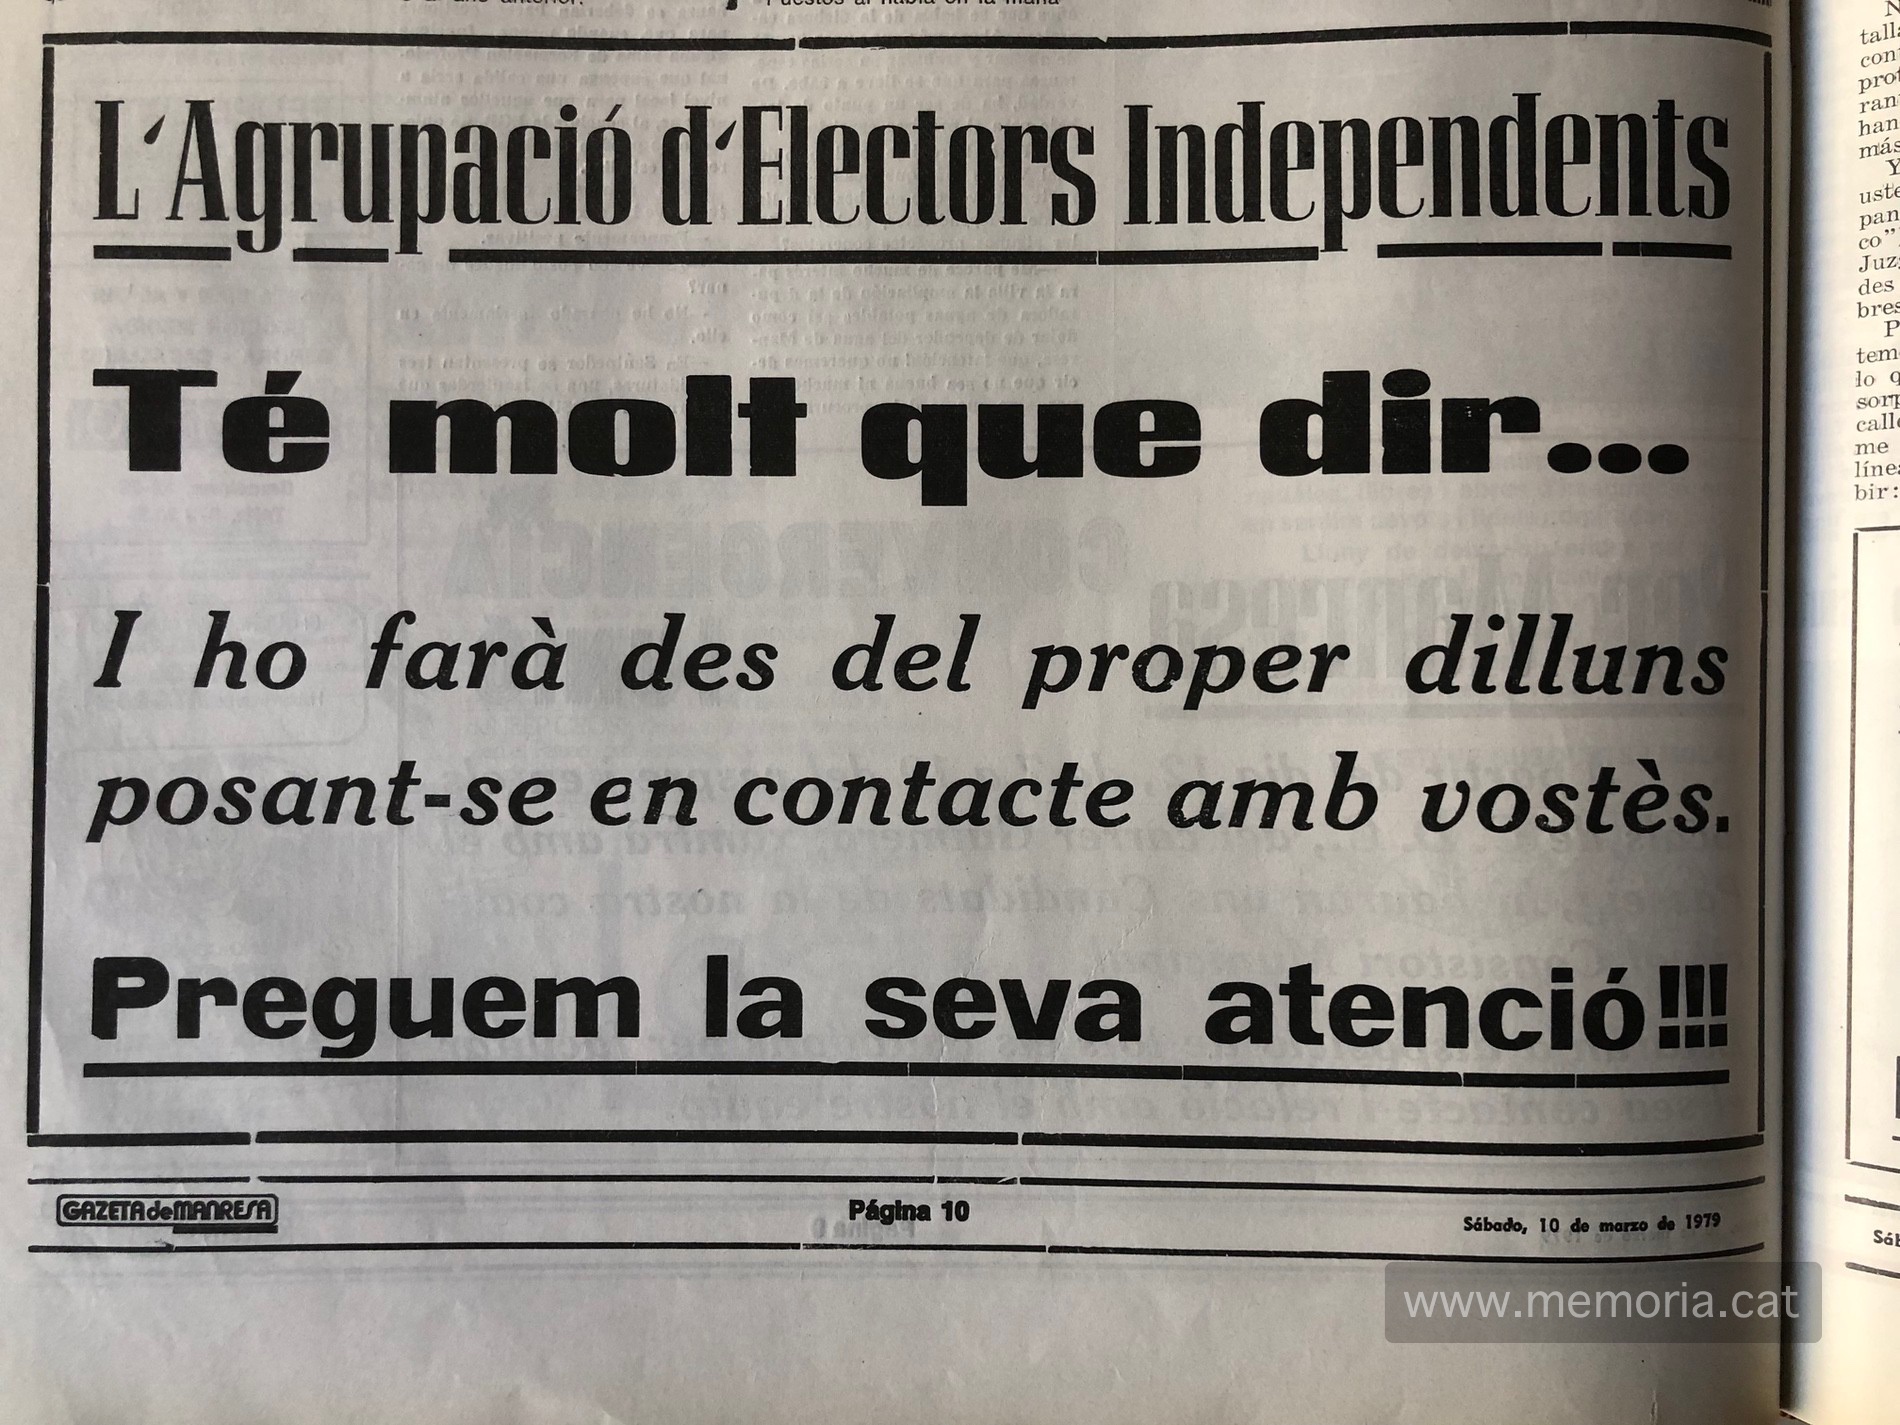 L'Agrupació d'Electors Independents
Té molt que dir...
I ho farà des del proper dilluns
posant-se en contacte amb vostès.
Preguem la seva atenció!!!
GAZETA de MANRESA
Página 10
Sábado, 10 de marzo de 1979
www.memoria.cat